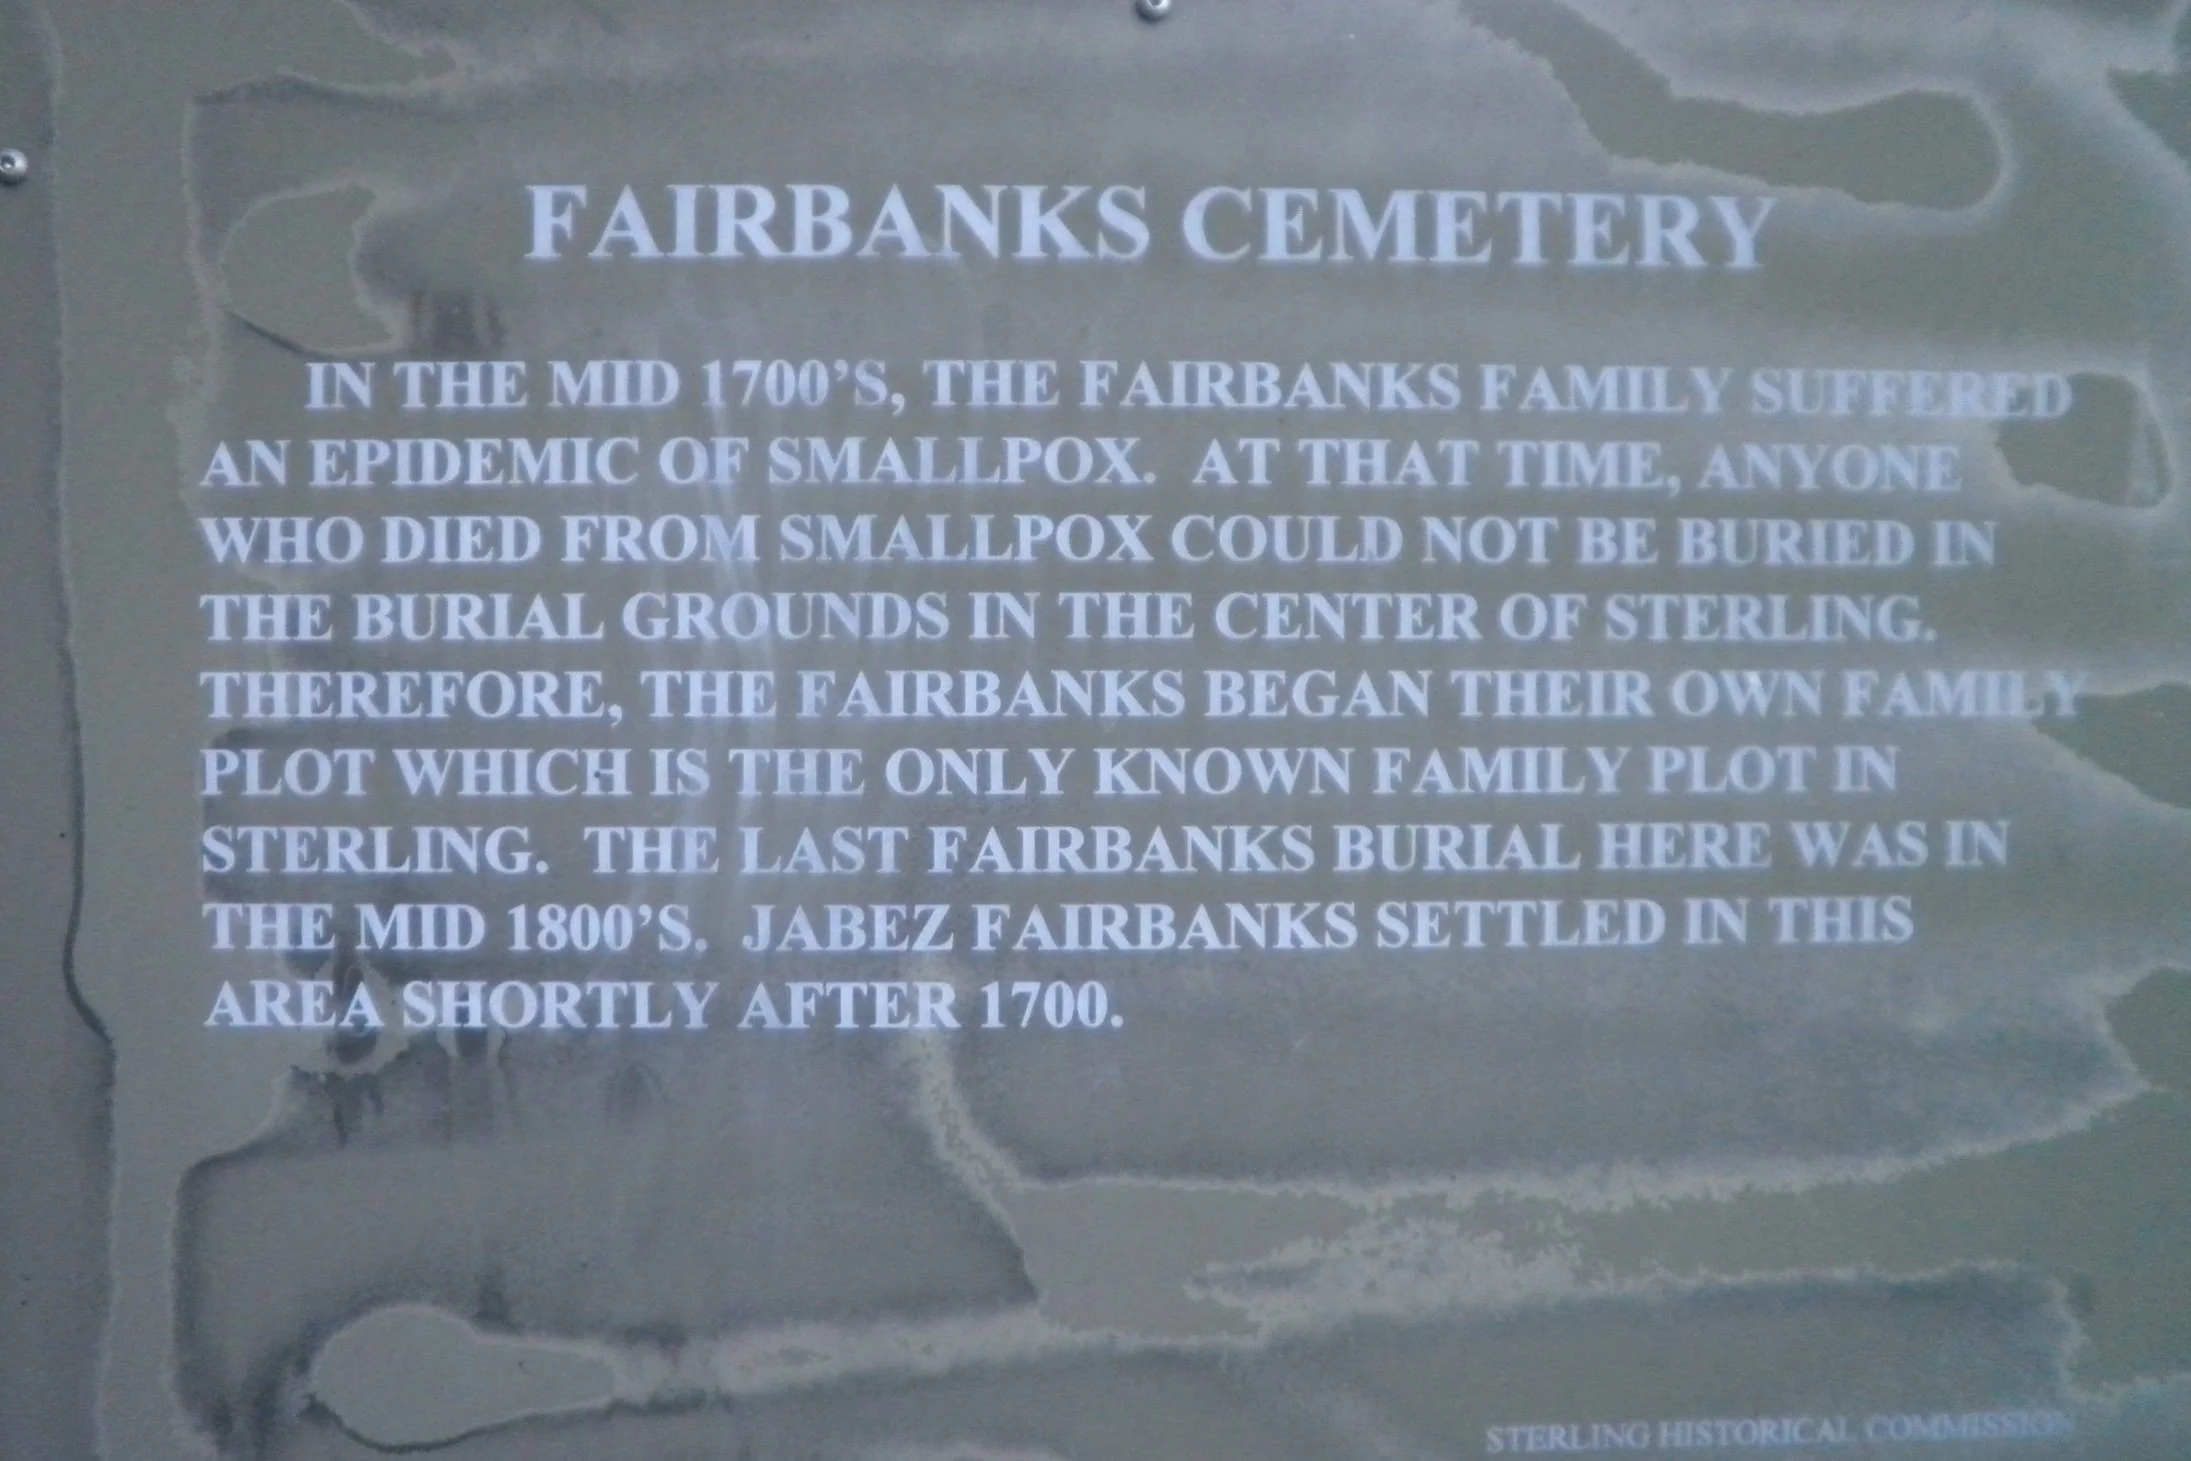 FAIRBANKS CEMETERY
IN THE MID 1700'S, THE FAIRBANKS FAMILY SUFFERED
AN EPIDEMIC OF SMALLPOX. AT THAT TIME, ANYONE
WHO DIED FROM SMALLPOX COULD NOT BE BURIED IN
THE BURIAL GROUNDS IN THE CENTER OF STERLING.
THEREFORE, THE FAIRBANKS BEGAN THEIR OWN FAMILY
PLOT WHICH IS THE ONLY KNOWN FAMILY PLOT IN
STERLING. THE LAST FAIRBANKS BURIAL HERE WAS IN
THE MID 1800'S. JABEZ FAIRBANKS SETTLED IN THIS
AREA SHORTLY AFTER 1700.
STERLING HISTORICAL COMMISSION